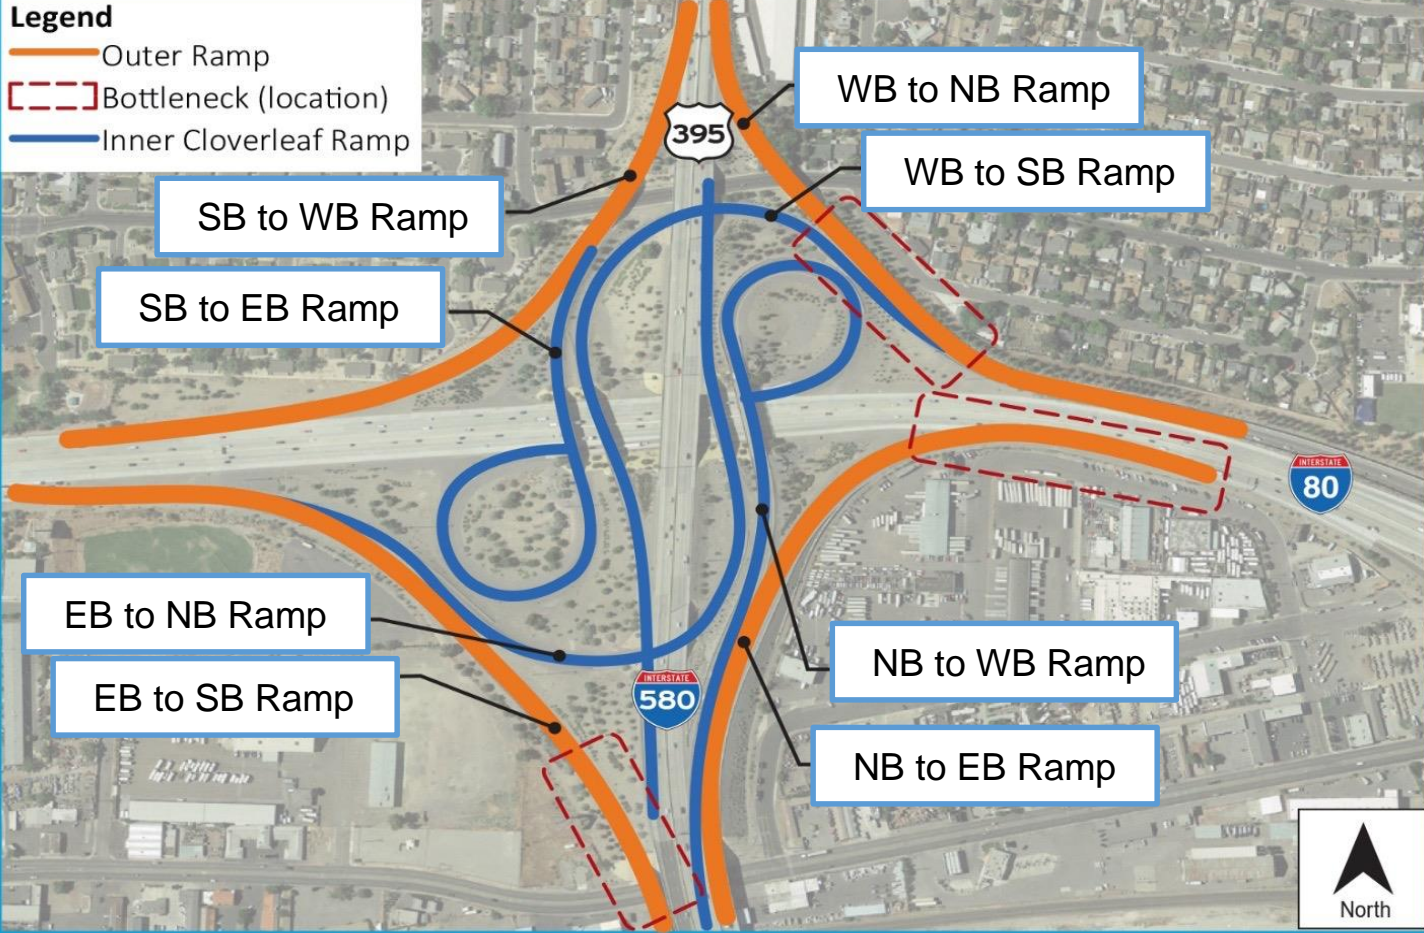 Legend
Outer Ramp
Bottleneck (location)
Inner Cloverleaf Ramp
395
WB to NB Ramp
WB to SB Ramp
SB to WB Ramp
SB to EB Ramp
INTERSTATE
80
EB to NB Ramp
EB to SB Ramp
INTERSTATE
580
NB to WB Ramp
NB to EB Ramp
North